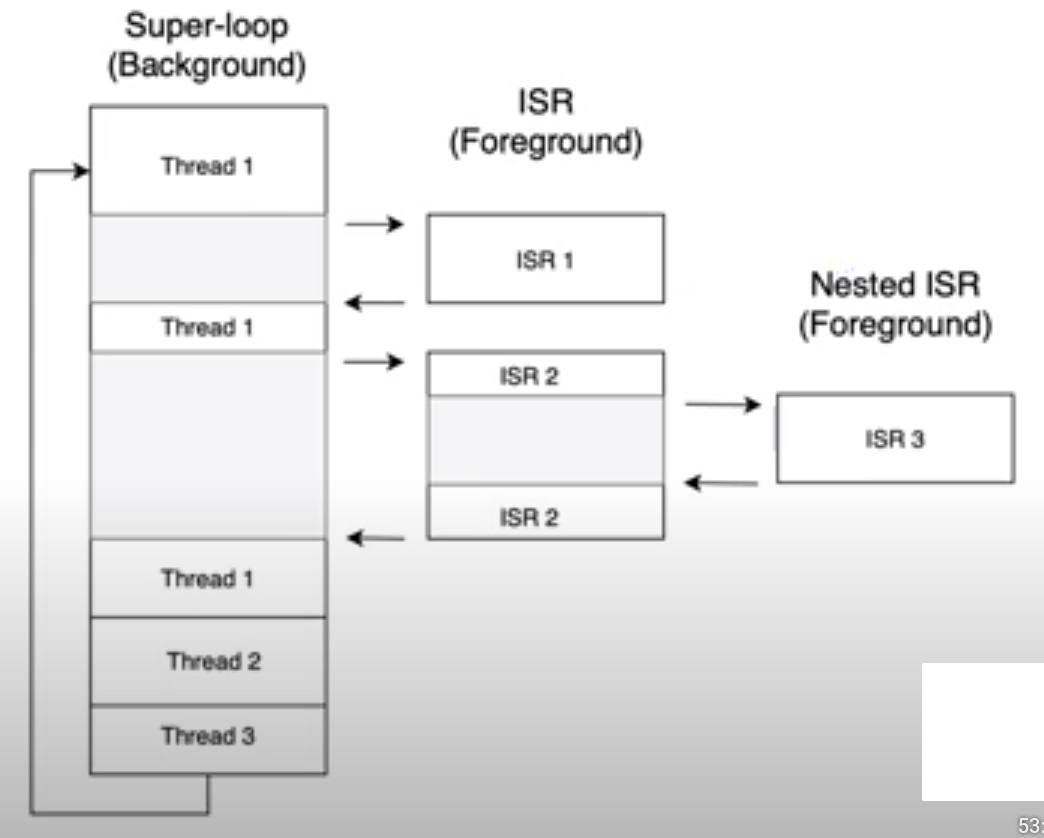 Super-loop
(Background)
ISR
(Foreground)
Nested ISR
(Foreground)
Thread 1
ISR 1
Thread 1
ISR 2
ISR 3
ISR 2
Thread 1
Thread 2
Thread 3